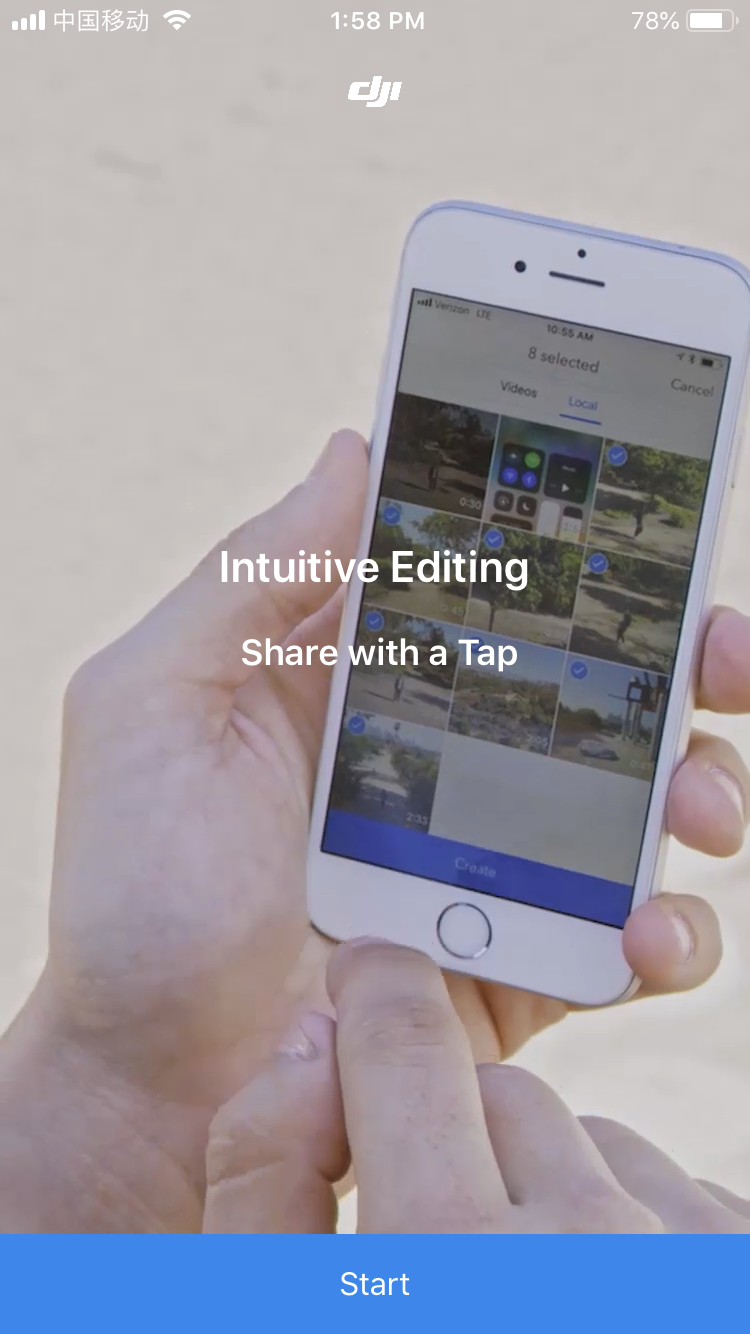 中国移动
1:58 PM
78%
dji
Intuitive Editing
Share with a Tap
Verizon LTE
10:55 AM
8 selected
Cancel
Videos
Local
0:30
2:33
Create
Start